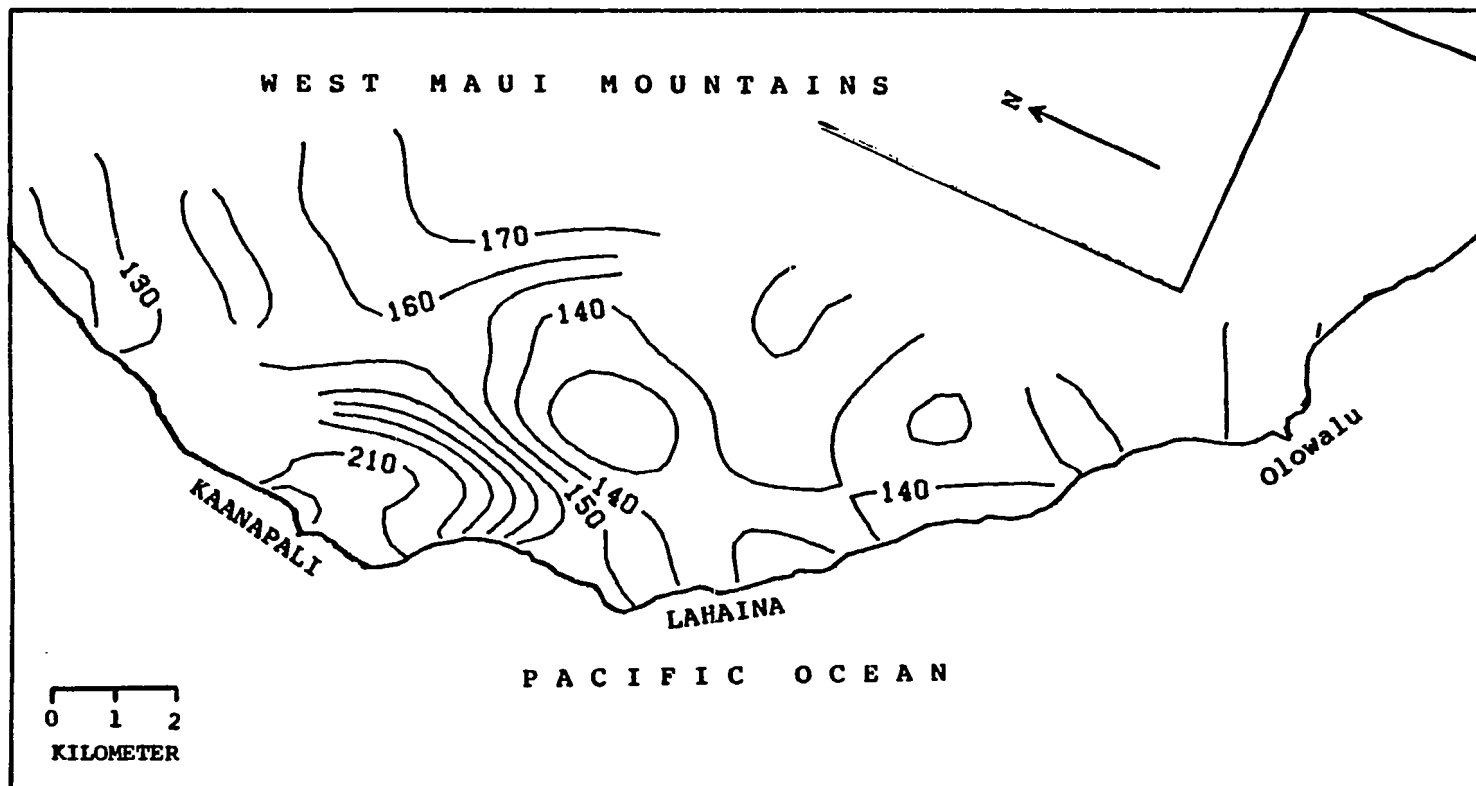 WEST MAUI MOUNTAINS
N
170
130
160
140
210
140
150
140
KAANAPALI
Olowalu
LAHAINA
PACIFIC OCEAN
0 1 2
KILOMETER